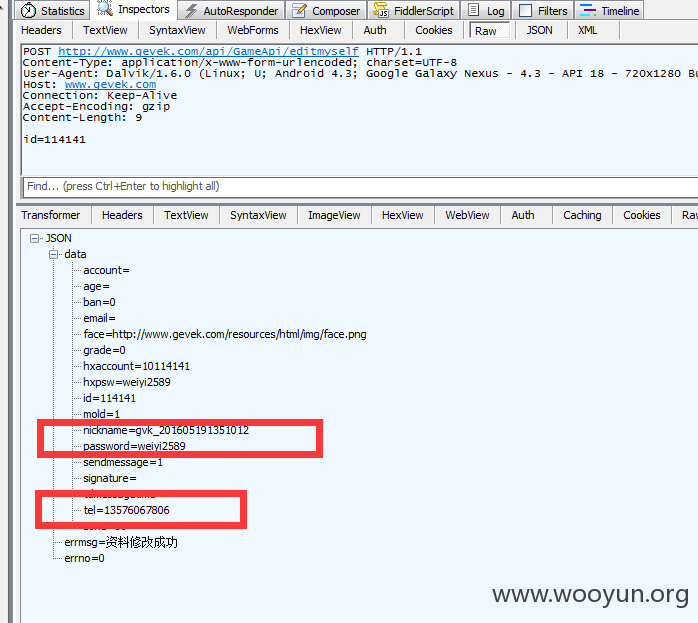 Statistics Inspectors AutoResponder Composer FiddlerScript Log Filters Timeline
Headers TextView SyntaxView WebForms HexView Auth Cookies Raw JSON XML
POST http://www.gevek.com/api/GameApi/editmyself HTTP/1.1
Content-Type: application/x-www-form-urlencoded; charset=UTF-8
User-Agent: Dalvik/1.6.0 (Linux; U; Android 4.3; Google Galaxy Nexus - 4.3 - API 18 - 720x1280 Bu
Host: www.gevek.com
Connection: Keep-Alive
Accept-Encoding: gzip
Content-Length: 9
id=114141
Find... (press Ctrl+Enter to highlight all)
Transformer Headers TextView SyntaxView ImageView HexView WebView Auth Caching Cookies Raw
JSON
data
account=
age=
ban=0
email=
face=http://www.gevek.com/resources/html/img/face.png
grade=0
hxaccount=10114141
hxpsw=weiyi2589
id=114141
mold=1
nickname=gvk_201605191351012
password=weiyi2589
sendmessage=1
signature=
tel=13576067806
errmsg=资料修改成功
errno=0
www.wooyun.org